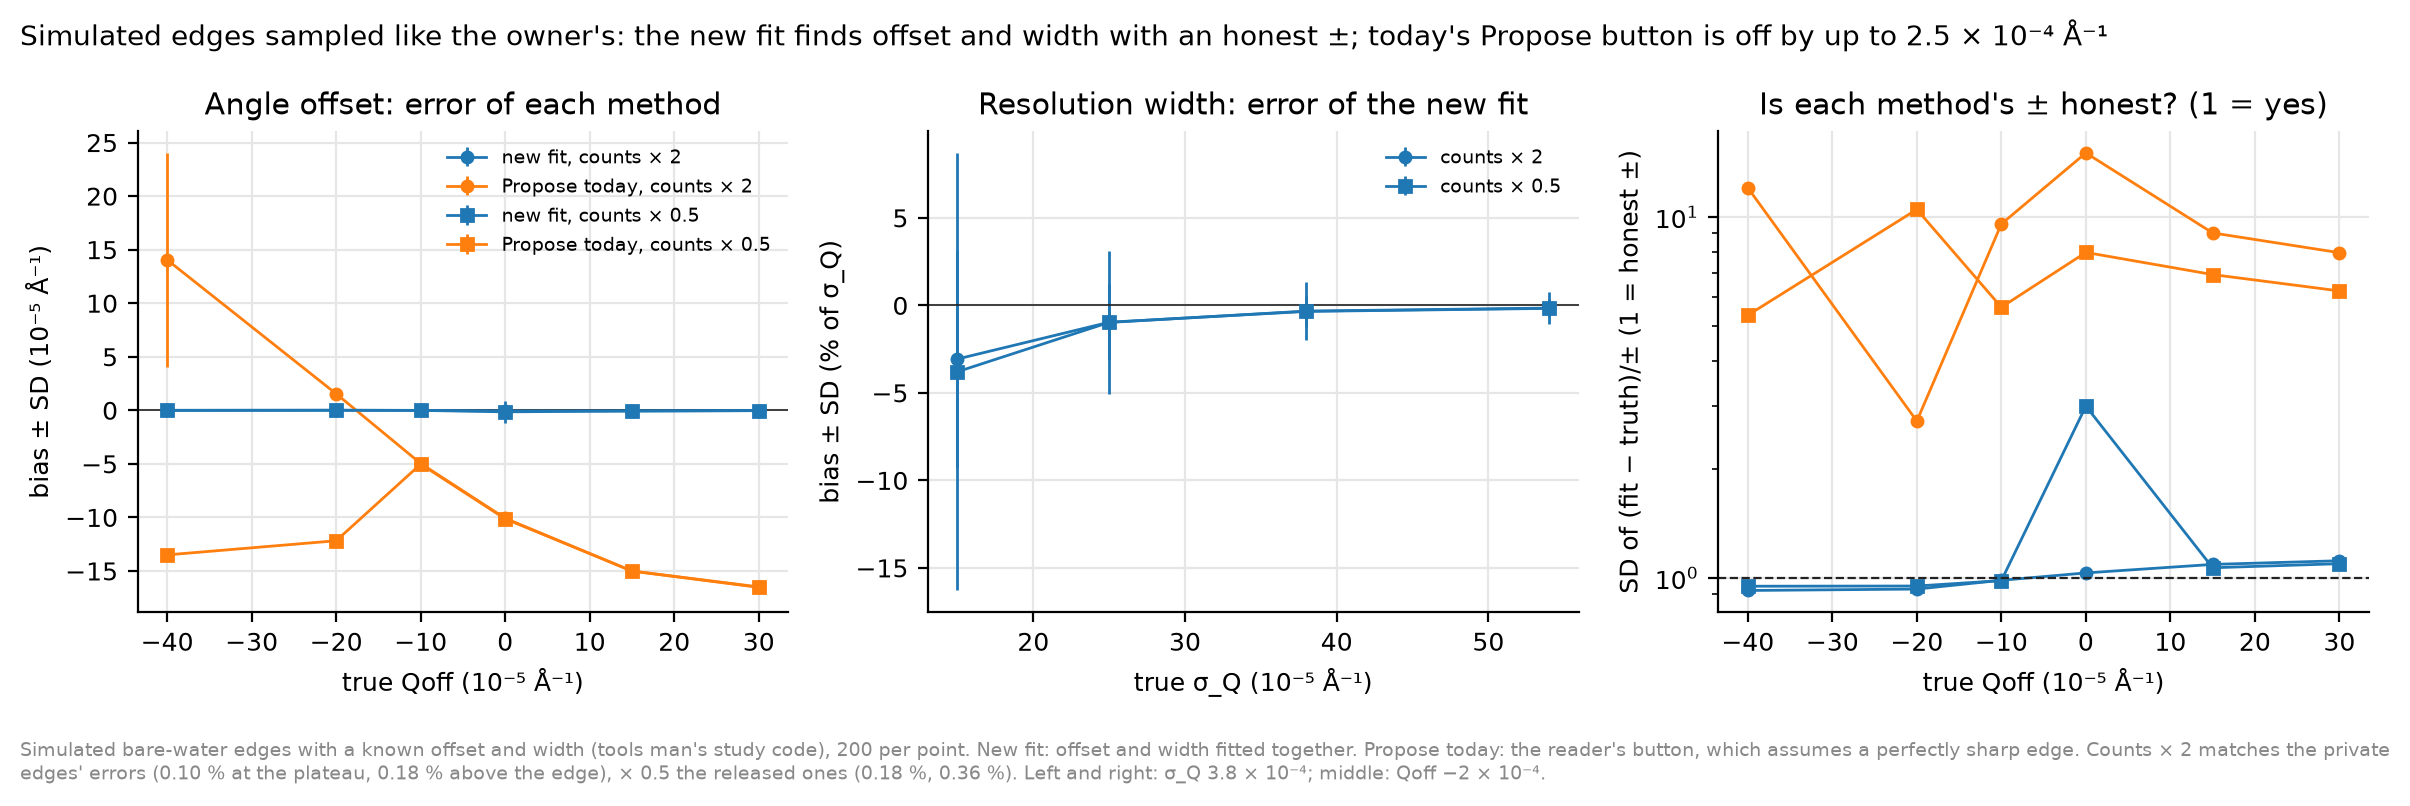 Simulated edges sampled like the owner's: the new fit finds offset and width with an honest ±; today's Propose button is off by up to 2.5 × 10⁻⁴ Å⁻¹
Angle offset: error of each method
bias ± SD (10⁻⁵ Å⁻¹)
25
20
15
10
5
0
−5
−10
−15
new fit, counts × 2
Propose today, counts × 2
new fit, counts × 0.5
Propose today, counts × 0.5
−40 −30 −20 −10 0 10 20 30
true Qoff (10⁻⁵ Å⁻¹)
Resolution width: error of the new fit
bias ± SD (% of σ_Q)
5
0
−5
−10
−15
counts × 2
counts × 0.5
20 30 40 50
true σ_Q (10⁻⁵ Å⁻¹)
Is each method's ± honest? (1 = yes)
SD of (fit − truth)/± (1 = honest ±)
10¹
10⁰
−40 −30 −20 −10 0 10 20 30
true Qoff (10⁻⁵ Å⁻¹)
Simulated bare-water edges with a known offset and width (tools man's study code), 200 per point. New fit: offset and width fitted together. Propose today: the reader's button, which assumes a perfectly sharp edge. Counts × 2 matches the private
edges' errors (0.10 % at the plateau, 0.18 % above the edge), × 0.5 the released ones (0.18 %, 0.36 %). Left and right: σ_Q 3.8 × 10⁻⁴; middle: Qoff −2 × 10⁻⁴.